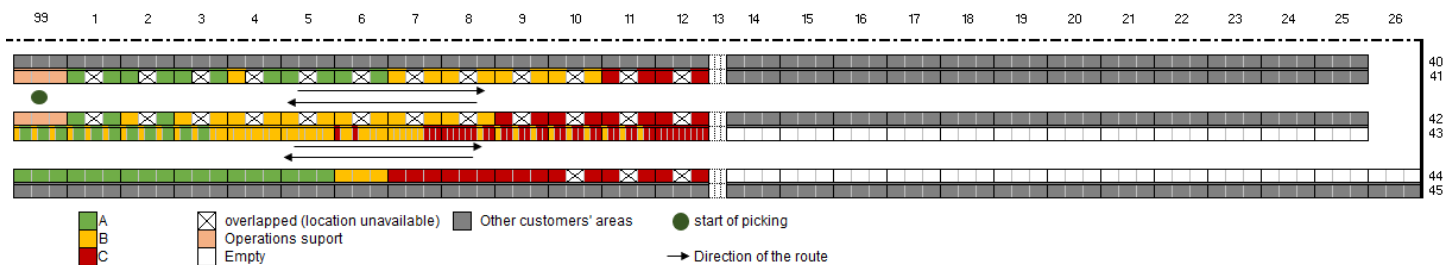 99 1 2 3 4 5 6 7 8 9 10 11 12 13 14 15 16 17 18 19 20 21 22 23 24 25 26
40
41
42
43
44
45
A overlapped (location unavailable) Other customers' areas start of picking
B Operations suport
C Empty Direction of the route